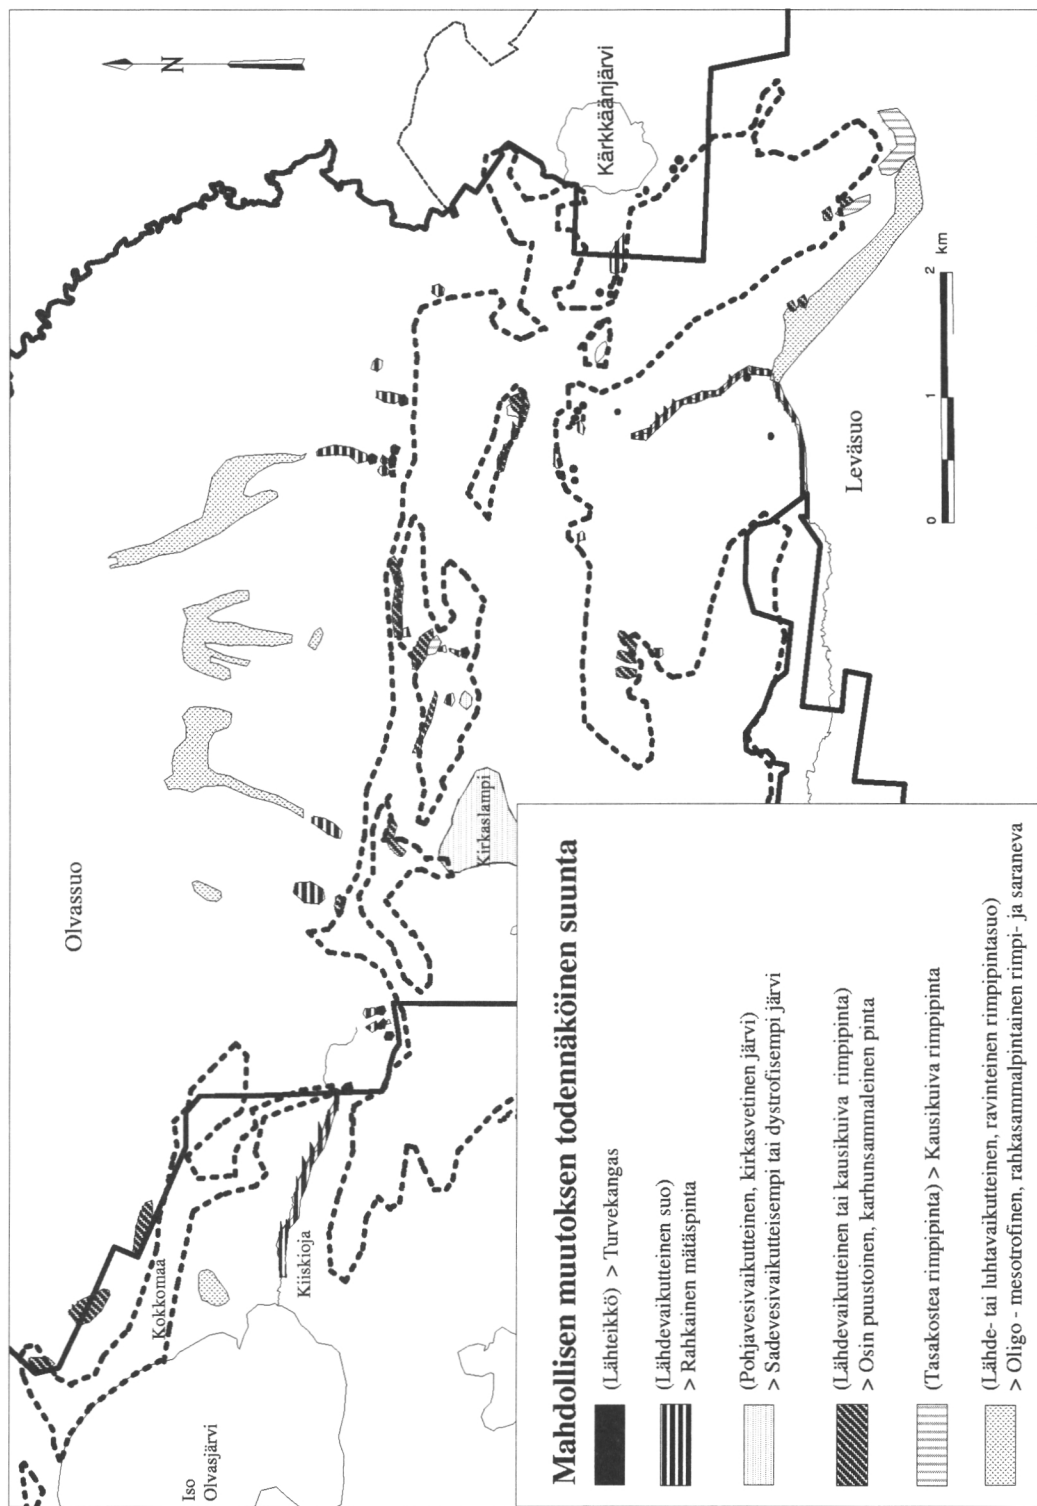 N
Olvassuo
Kärkkäänjärvi
Kirkaslampi
Leväsuo
Kokkomaa
Kiiskioja
Iso
Olvasjärvi
0 1 2
km
Mahdollisen muutoksen todennäköinen suunta
(Lähteikkö) > Turvekangas
(Lähdevaikutteinen suo)
> Rahkainen mätäspinta
(Pohjavesivaikutteinen, kirkasvetinen järvi)
> Sadevesivaikutteisempi tai dystrofisempi järvi
(Lähdevaikutteinen tai kausikuiva rimpipinta)
> Osin puustoinen, karhunsammaleinen pinta
(Tasakostea rimpipinta) > Kausikuiva rimpipinta
(Lähde- tai luhtavaikutteinen, ravinteinen rimpipintasuo)
> Oligo - mesotrofinen, rahkasammalpintainen rimpi- ja saraneva